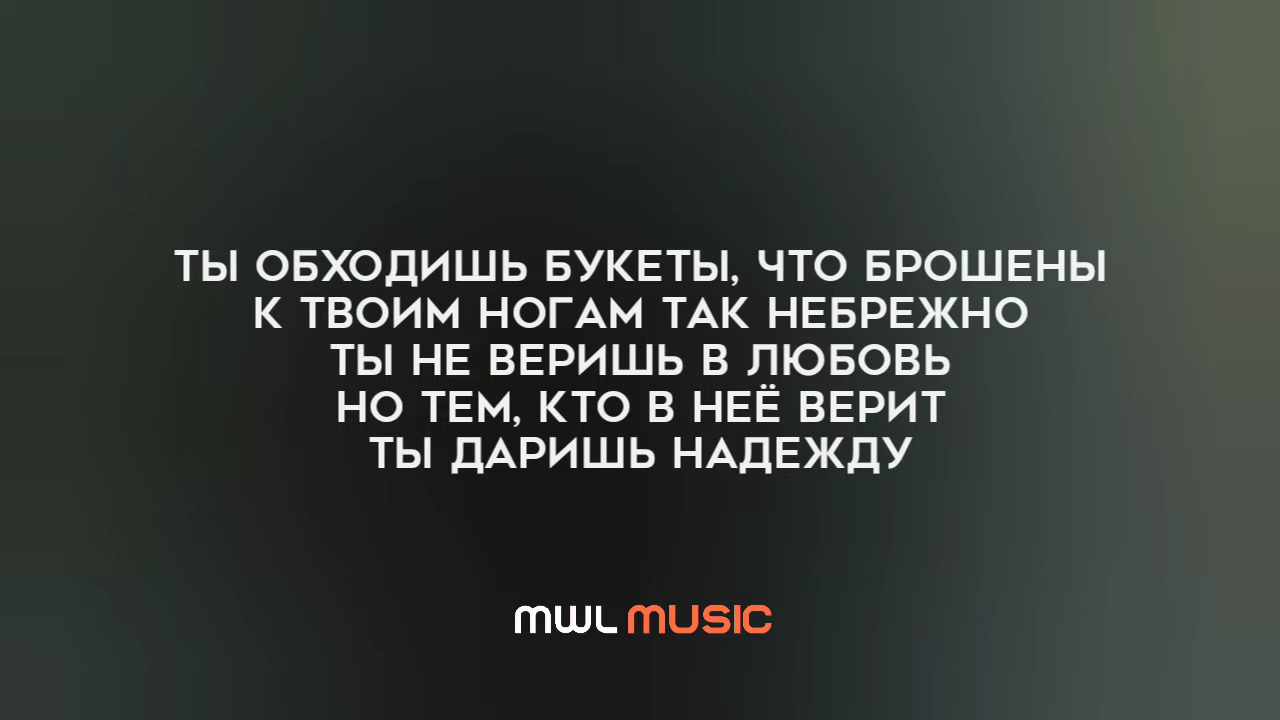 ТЫ ОБХОДИШЬ БУКЕТЫ, ЧТО БРОШЕНЫ
К ТВОИМ НОГАМ ТАК НЕБРЕЖНО
ТЫ НЕ ВЕРИШЬ В ЛЮБОВЬ
НО ТЕМ, КТО В НЕЁ ВЕРИТ
ТЫ ДАРИШЬ НАДЕЖДУ
MWL MUSIC